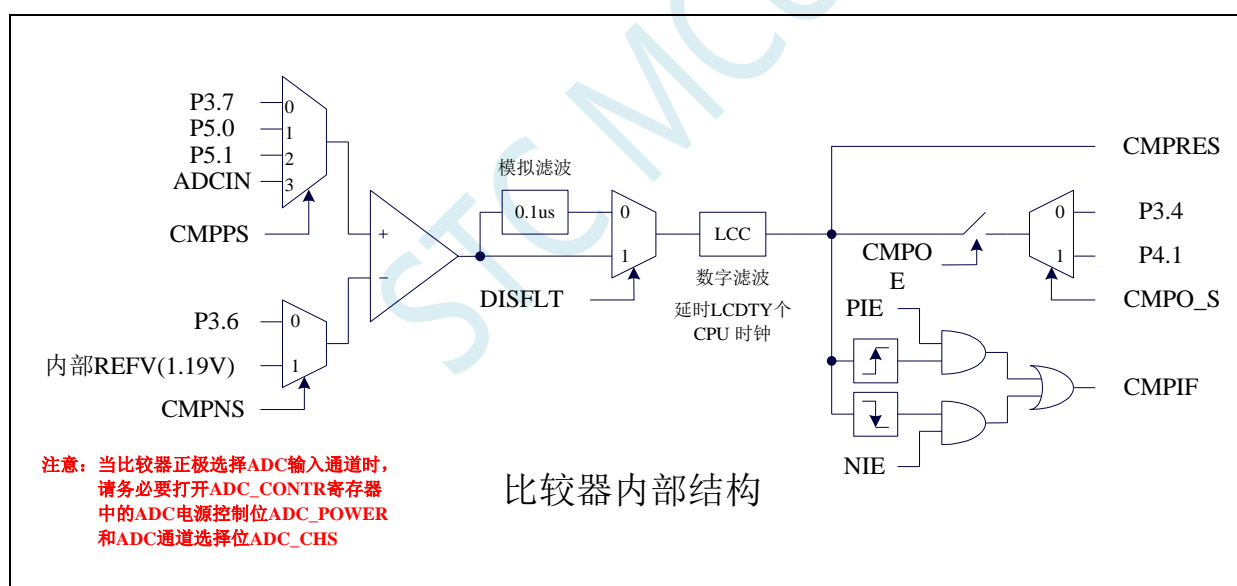 STC MCU
P3.7
P5.0
P5.1
ADCIN
0
1
2
3
CMPPS
P3.6
内部REFV(1.19V)
0
1
CMPNS
+
−
模拟滤波
0.1us
DISFLT
0
1
LCC
数字滤波
延时LCDTY个
CPU 时钟
CMPRES
CMPO
E
0
1
P3.4
P4.1
CMPO_S
PIE
NIE
CMPIF
注意：当比较器正极选择ADC输入通道时，
请务必要打开ADC_CONTR寄存器
中的ADC电源控制位ADC_POWER
和ADC通道选择位ADC_CHS
比较器内部结构